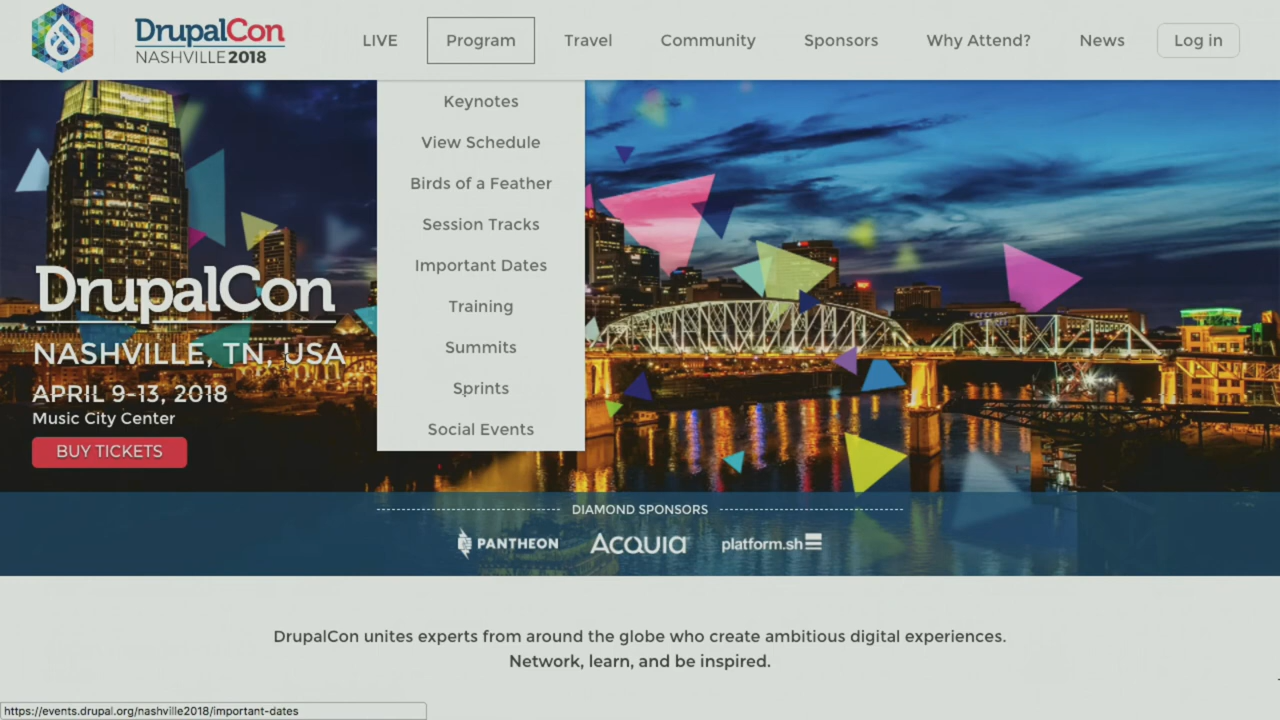 DrupalCon
NASHVILLE 2018
LIVE
Program
Travel
Community
Sponsors
Why Attend?
News
Log in
Keynotes
View Schedule
Birds of a Feather
Session Tracks
Important Dates
Training
Summits
Sprints
Social Events
DrupalCon
NASHVILLE, TN, USA
APRIL 9-13, 2018
Music City Center
BUY TICKETS
DIAMOND SPONSORS
PANTHEON
ACQUIA
platform.sh
DrupalCon unites experts from around the globe who create ambitious digital experiences.
Network, learn, and be inspired.
https://events.drupal.org/nashville2018/important-dates